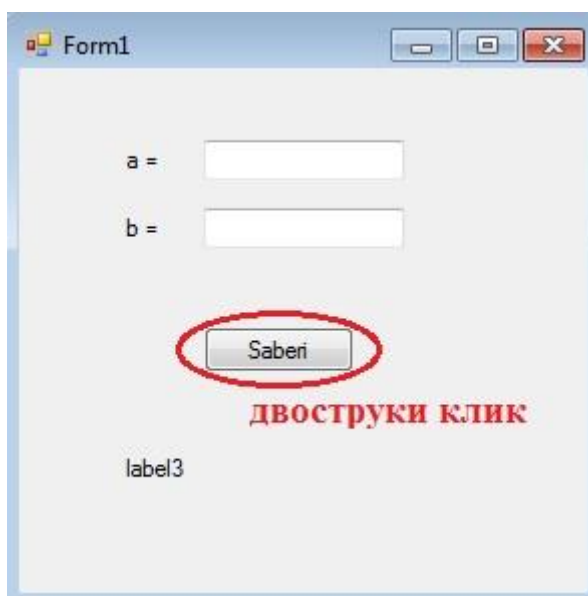 Form1
a =
b =
Saberi
двоструки клик
label3